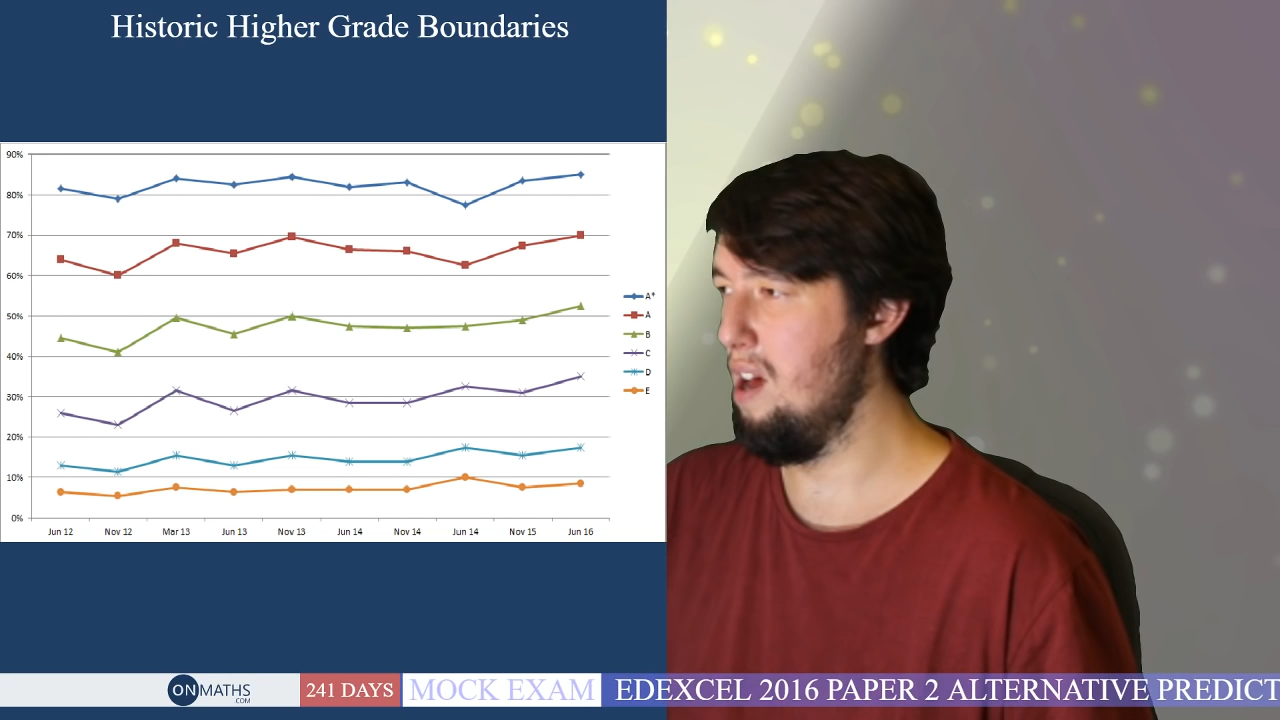 Historic Higher Grade Boundaries
90%
80%
70%
60%
50%
40%
30%
20%
10%
0%
Jun 12 Nov 12 Mar 13 Jun 13 Nov 13 Jun 14 Nov 14 Jun 14 Nov 15 Jun 16
A*
A
B
C
D
E
ONMATHS
.COM
241 DAYS
MOCK EXAM
EDEXCEL 2016 PAPER 2 ALTERNATIVE PREDICT